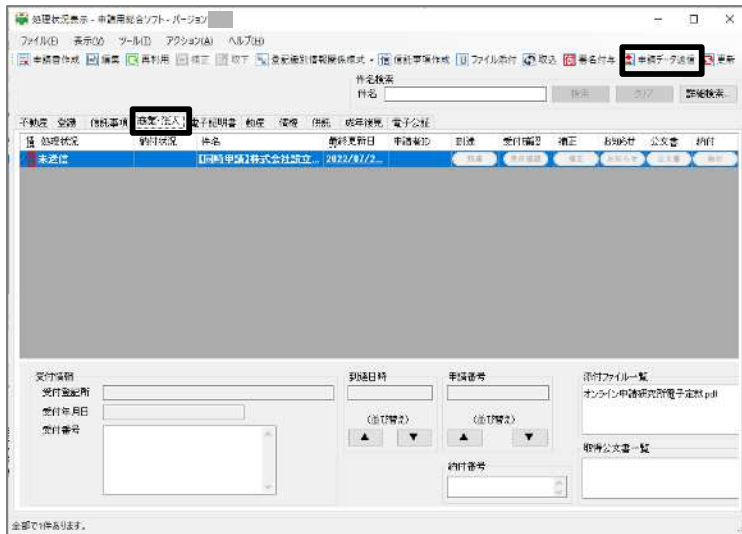 処理状況表示 - 申請用総合ソフト - バージョン
ファイル(F) 表示(V) ツール(T) アクション(A) ヘルプ(H)
申請書作成 編集 再利用 補正 取下 登記識別情報関係様式 信託事項作成 ファイル添付 取込 署名付与 申請データ送信 更新
件名検索
件名 検索 クリア 詳細検索...
不動産 登録 信託事項 商業・法人 電子証明書 動産 債権 供託 成年後見 電子公証
処理状況 納付状況 件名 最終更新日 申請者ID 到達 受付確認 補正 お知らせ 公文書 納付
未送信 【同時申請】株式会社設立... 2022/07/2... 到達 受付確認 補正 お知らせ 公文書 納付
受付情報 到達日時 申請番号 添付ファイル一覧
受付登記所 オンライン申請研究所電子定款.pdf
受付年月日
受付番号 (並び替え) (並び替え)
▲ ▼ ▲ ▼
取得公文書一覧
納付番号
全部で1件あります。